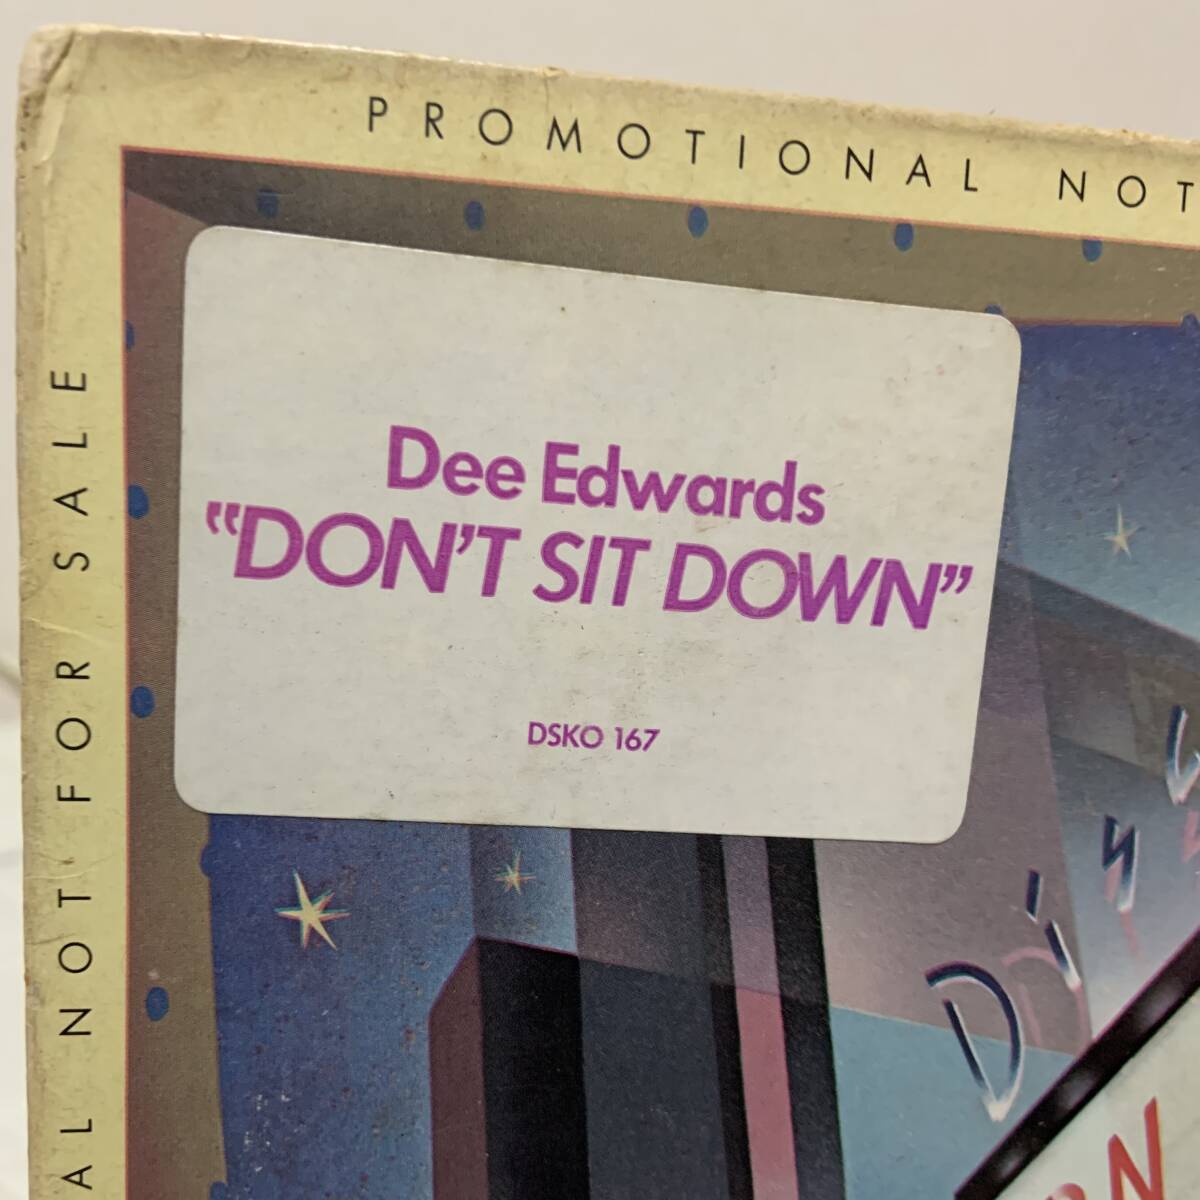 PROMOTIONAL NOT
AL NOT FOR SALE
Dee Edwards
“DON’T SIT DOWN”
DSKO 167